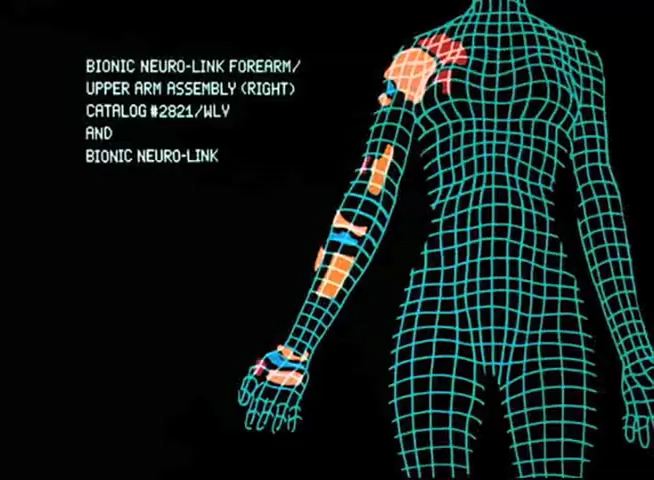 BIONIC NEURO-LINK FOREARM/
UPPER ARM ASSEMBLY (RIGHT)
CATALOG #2821/WLY
AND
BIONIC NEURO-LINK